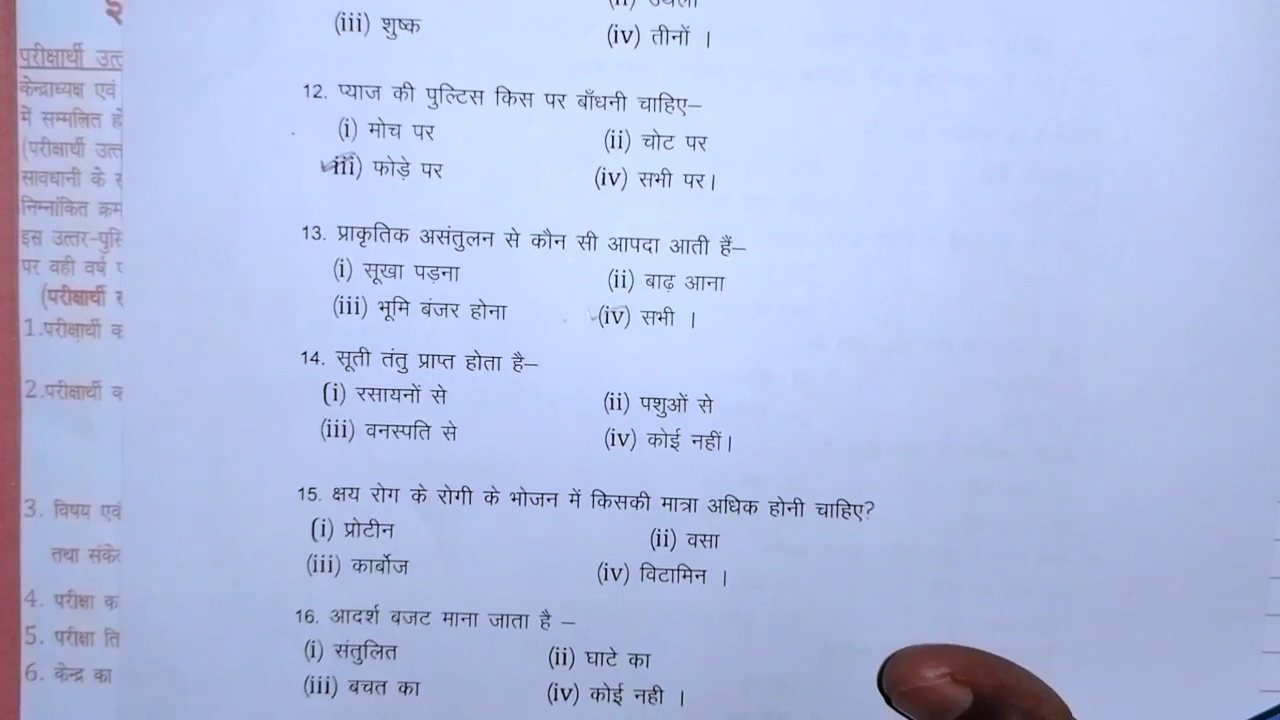 (iii) शुष्क
(iv) तीनों ।
12. प्याज की पुल्टिस किस पर बाँधनी चाहिए–
(i) मोच पर
(ii) चोट पर
(iii) फोड़े पर
(iv) सभी पर।
13. प्राकृतिक असंतुलन से कौन सी आपदा आती हैं–
(i) सूखा पड़ना
(ii) बाढ़ आना
(iii) भूमि बंजर होना
(iv) सभी ।
14. सूती तंतु प्राप्त होता है–
(i) रसायनों से
(ii) पशुओं से
(iii) वनस्पति से
(iv) कोई नहीं।
15. क्षय रोग के रोगी के भोजन में किसकी मात्रा अधिक होनी चाहिए?
(i) प्रोटीन
(ii) वसा
(iii) कार्बोज
(iv) विटामिन ।
16. आदर्श बजट माना जाता है –
(i) संतुलित
(ii) घाटे का
(iii) बचत का
(iv) कोई नही ।
परीक्षार्थी
केन्द्राध्यक्ष एवं
में सम्मलित
(परीक्षार्थी
सावधानी के
निम्नांकित
इस
पर वही वर्ष
(परीक्षार्थी
1.परीक्षार्थी
2.परीक्षार्थी
3. विषय एवं
तथा
4. परीक्षा
5. परीक्षा
6. केन्द्र का